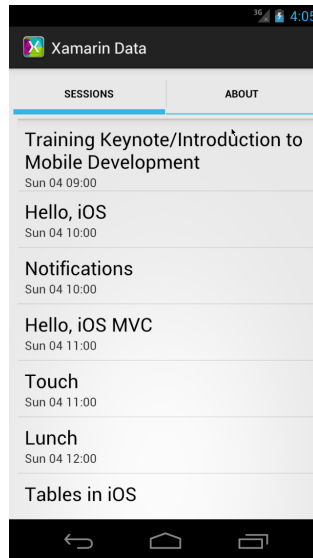 3G 4:05
Xamarin Data
SESSIONS ABOUT
Training Keynote/Introduction to
Mobile Development
Sun 04 09:00
Hello, iOS
Sun 04 10:00
Notifications
Sun 04 10:00
Hello, iOS MVC
Sun 04 11:00
Touch
Sun 04 11:00
Lunch
Sun 04 12:00
Tables in iOS